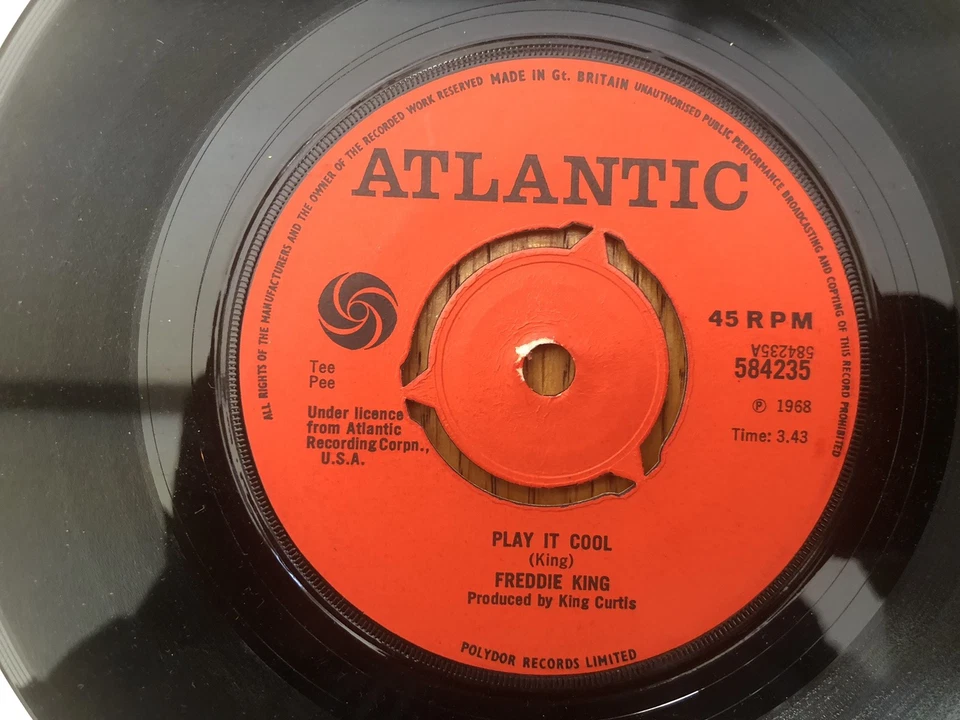 ALL RIGHTS OF THE MANUFACTURERS AND THE OWNER OF THE RECORDED WORK RESERVED MADE IN Gt. BRITAIN UNAUTHORISED PUBLIC PERFORMANCE BROADCASTING AND COPYING OF THIS RECORD PROHIBITED
ATLANTIC
45 RPM
584235A
584235
Tee
Pee
℗ 1968
Under licence
from Atlantic
Recording Corpn.,
U.S.A.
Time: 3.43
PLAY IT COOL
(King)
FREDDIE KING
Produced by King Curtis
POLYDOR RECORDS LIMITED